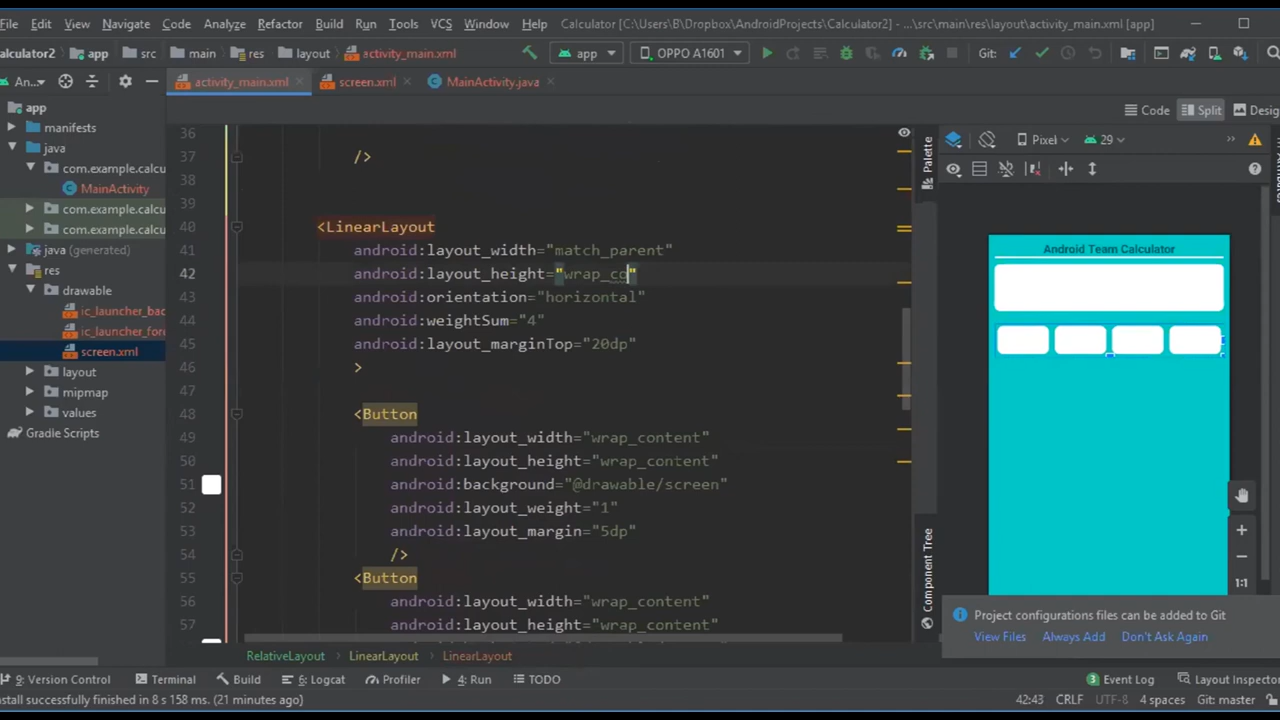 File Edit View Navigate Code Analyze Refactor Build Run Tools VCS Window Help Calculator [C:\Users\B\Dropbox\AndroidProjects\Calculator2] - ...\src\main\res\layout\activity_main.xml [app]
alculator2 app src main res layout activity_main.xml app OPPO A1601 Git:
An... activity_main.xml screen.xml MainActivity.java
Code Split Desig
app
manifests
java
com.example.calcu
MainActivity
com.example.calcu
com.example.calcu
java (generated)
res
drawable
ic_launcher_bac
ic_launcher_for
screen.xml
layout
mipmap
values
Gradle Scripts
36
37 />
38
39
40 <LinearLayout
41 android:layout_width="match_parent"
42 android:layout_height="wrap_co"
43 android:orientation="horizontal"
44 android:weightSum="4"
45 android:layout_marginTop="20dp"
46 >
47
48 <Button
49 android:layout_width="wrap_content"
50 android:layout_height="wrap_content"
51 android:background="@drawable/screen"
52 android:layout_weight="1"
53 android:layout_margin="5dp"
54 />
55 <Button
56 android:layout_width="wrap_content"
57 android:layout_height="wrap_content"
Palette
Component Tree
Pixel 29
Android Team Calculator
1:1
Project configurations files can be added to Git
View Files Always Add Don't Ask Again
RelativeLayout LinearLayout LinearLayout
9: Version Control Terminal Build 6: Logcat Profiler 4: Run TODO 3 Event Log Layout Inspector
stall successfully finished in 8 s 158 ms. (21 minutes ago) 42:43 CRLF UTF-8 4 spaces Git: master